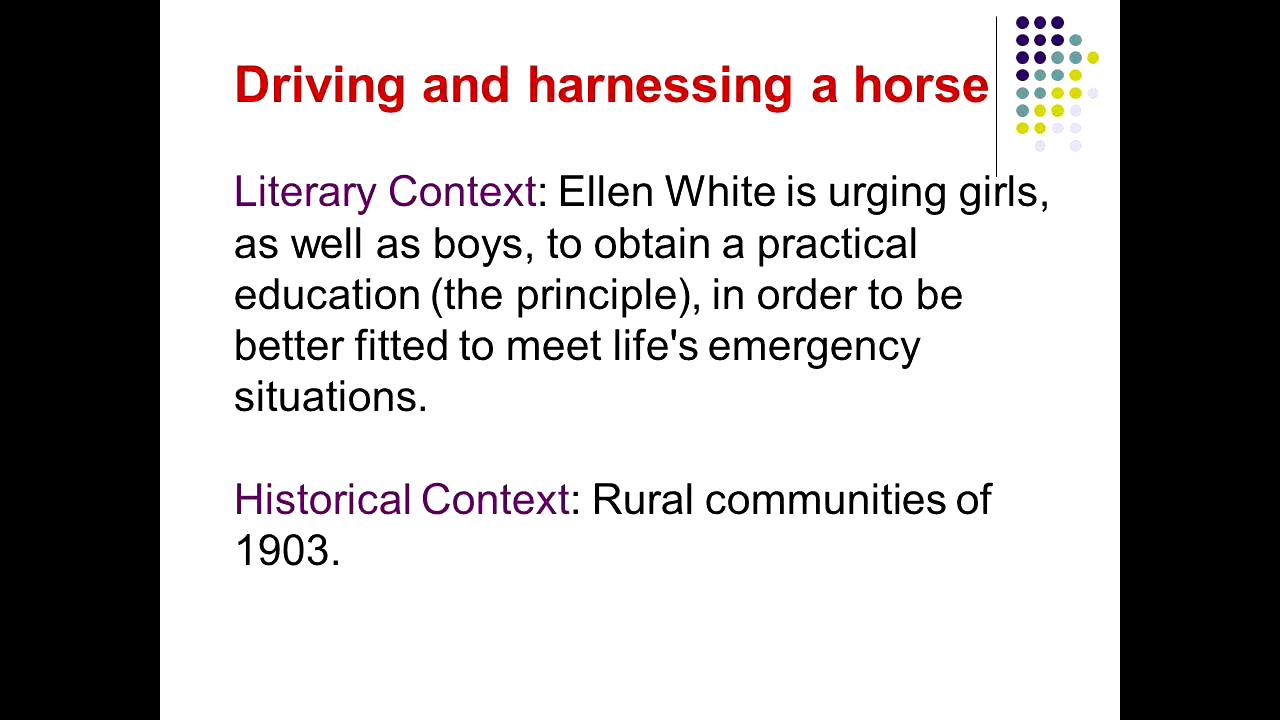 Driving and harnessing a horse
Literary Context: Ellen White is urging girls,
as well as boys, to obtain a practical
education (the principle), in order to be
better fitted to meet life's emergency
situations.
Historical Context: Rural communities of
1903.